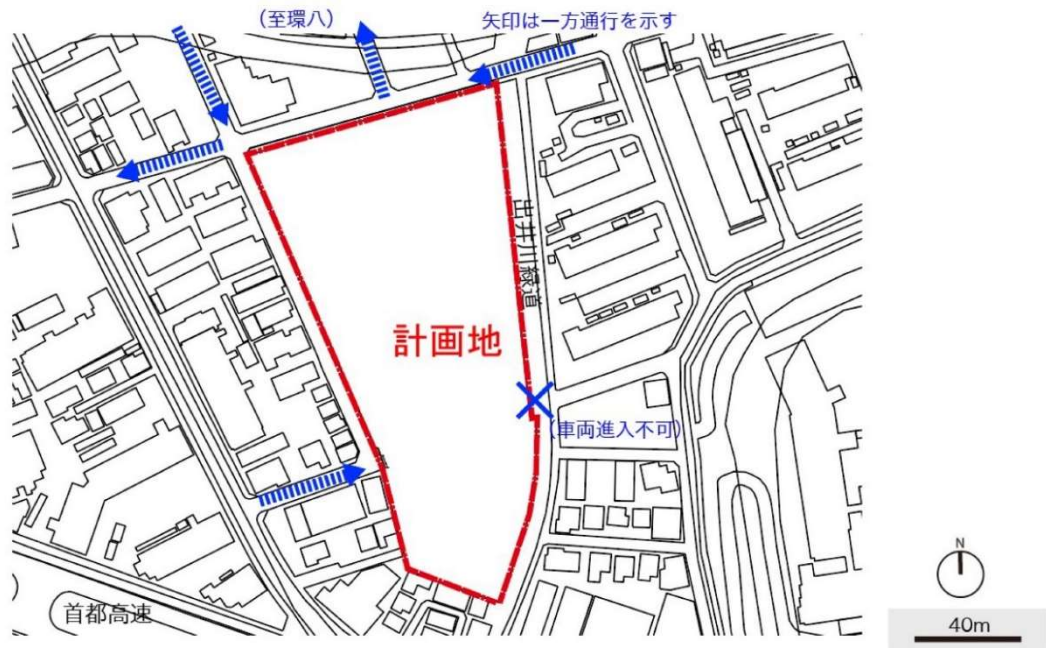 （至環八）
矢印は一方通行を示す
出井川緑道
計画地
（車両進入不可）
首都高速
N
40m